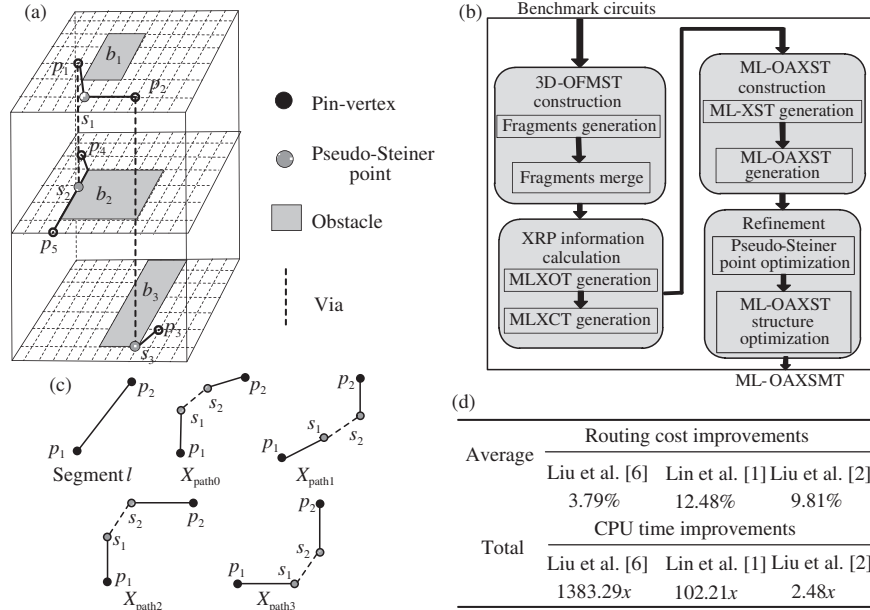 (a)
b1
p1
p2
s1
p4
s2
b2
p5
b3
p3
s3
Pin-vertex
Pseudo-Steiner
point
Obstacle
Via
(b)
Benchmark circuits
3D-OFMST
construction
Fragments generation
Fragments merge
XRP information
calculation
MLXOT generation
MLXCT generation
ML-OAXST
construction
ML-XST generation
ML-OAXST
generation
Refinement
Pseudo-Steiner
point optimization
ML-OAXST
structure
optimization
ML-OAXSMT
(c)
p2
p1
Segment l
p2
s2
s1
p1
Xpath0
p2
s1
s2
p1
Xpath1
s2
p2
s1
p1
Xpath2
p2
s2
p1
s1
Xpath3
(d)
Average
Routing cost improvements
Liu et al. [6] Lin et al. [1] Liu et al. [2]
3.79% 12.48% 9.81%
Total
CPU time improvements
Liu et al. [6] Lin et al. [1] Liu et al. [2]
1383.29x 102.21x 2.48x